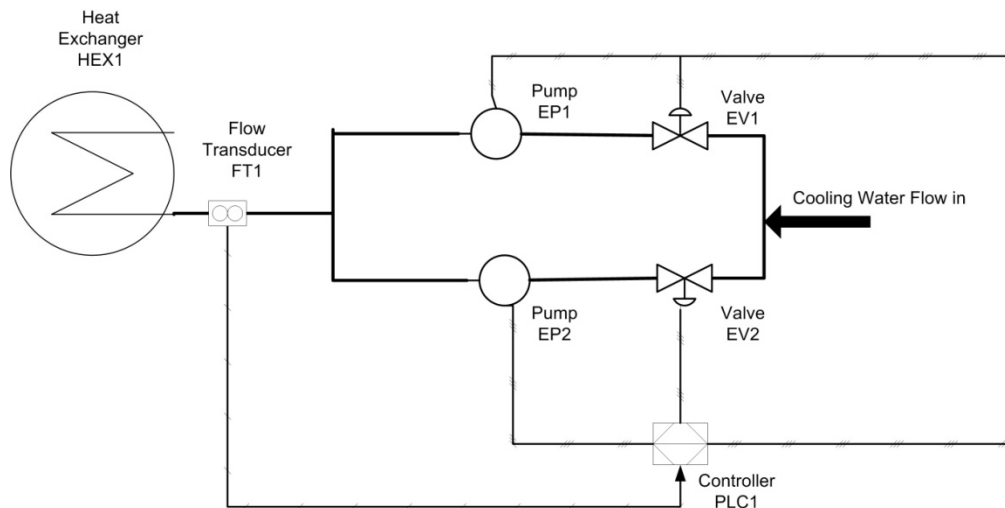 Heat
Exchanger
HEX1
Flow
Transducer
FT1
Pump
EP1
Valve
EV1
Cooling Water Flow in
Pump
EP2
Valve
EV2
Controller
PLC1